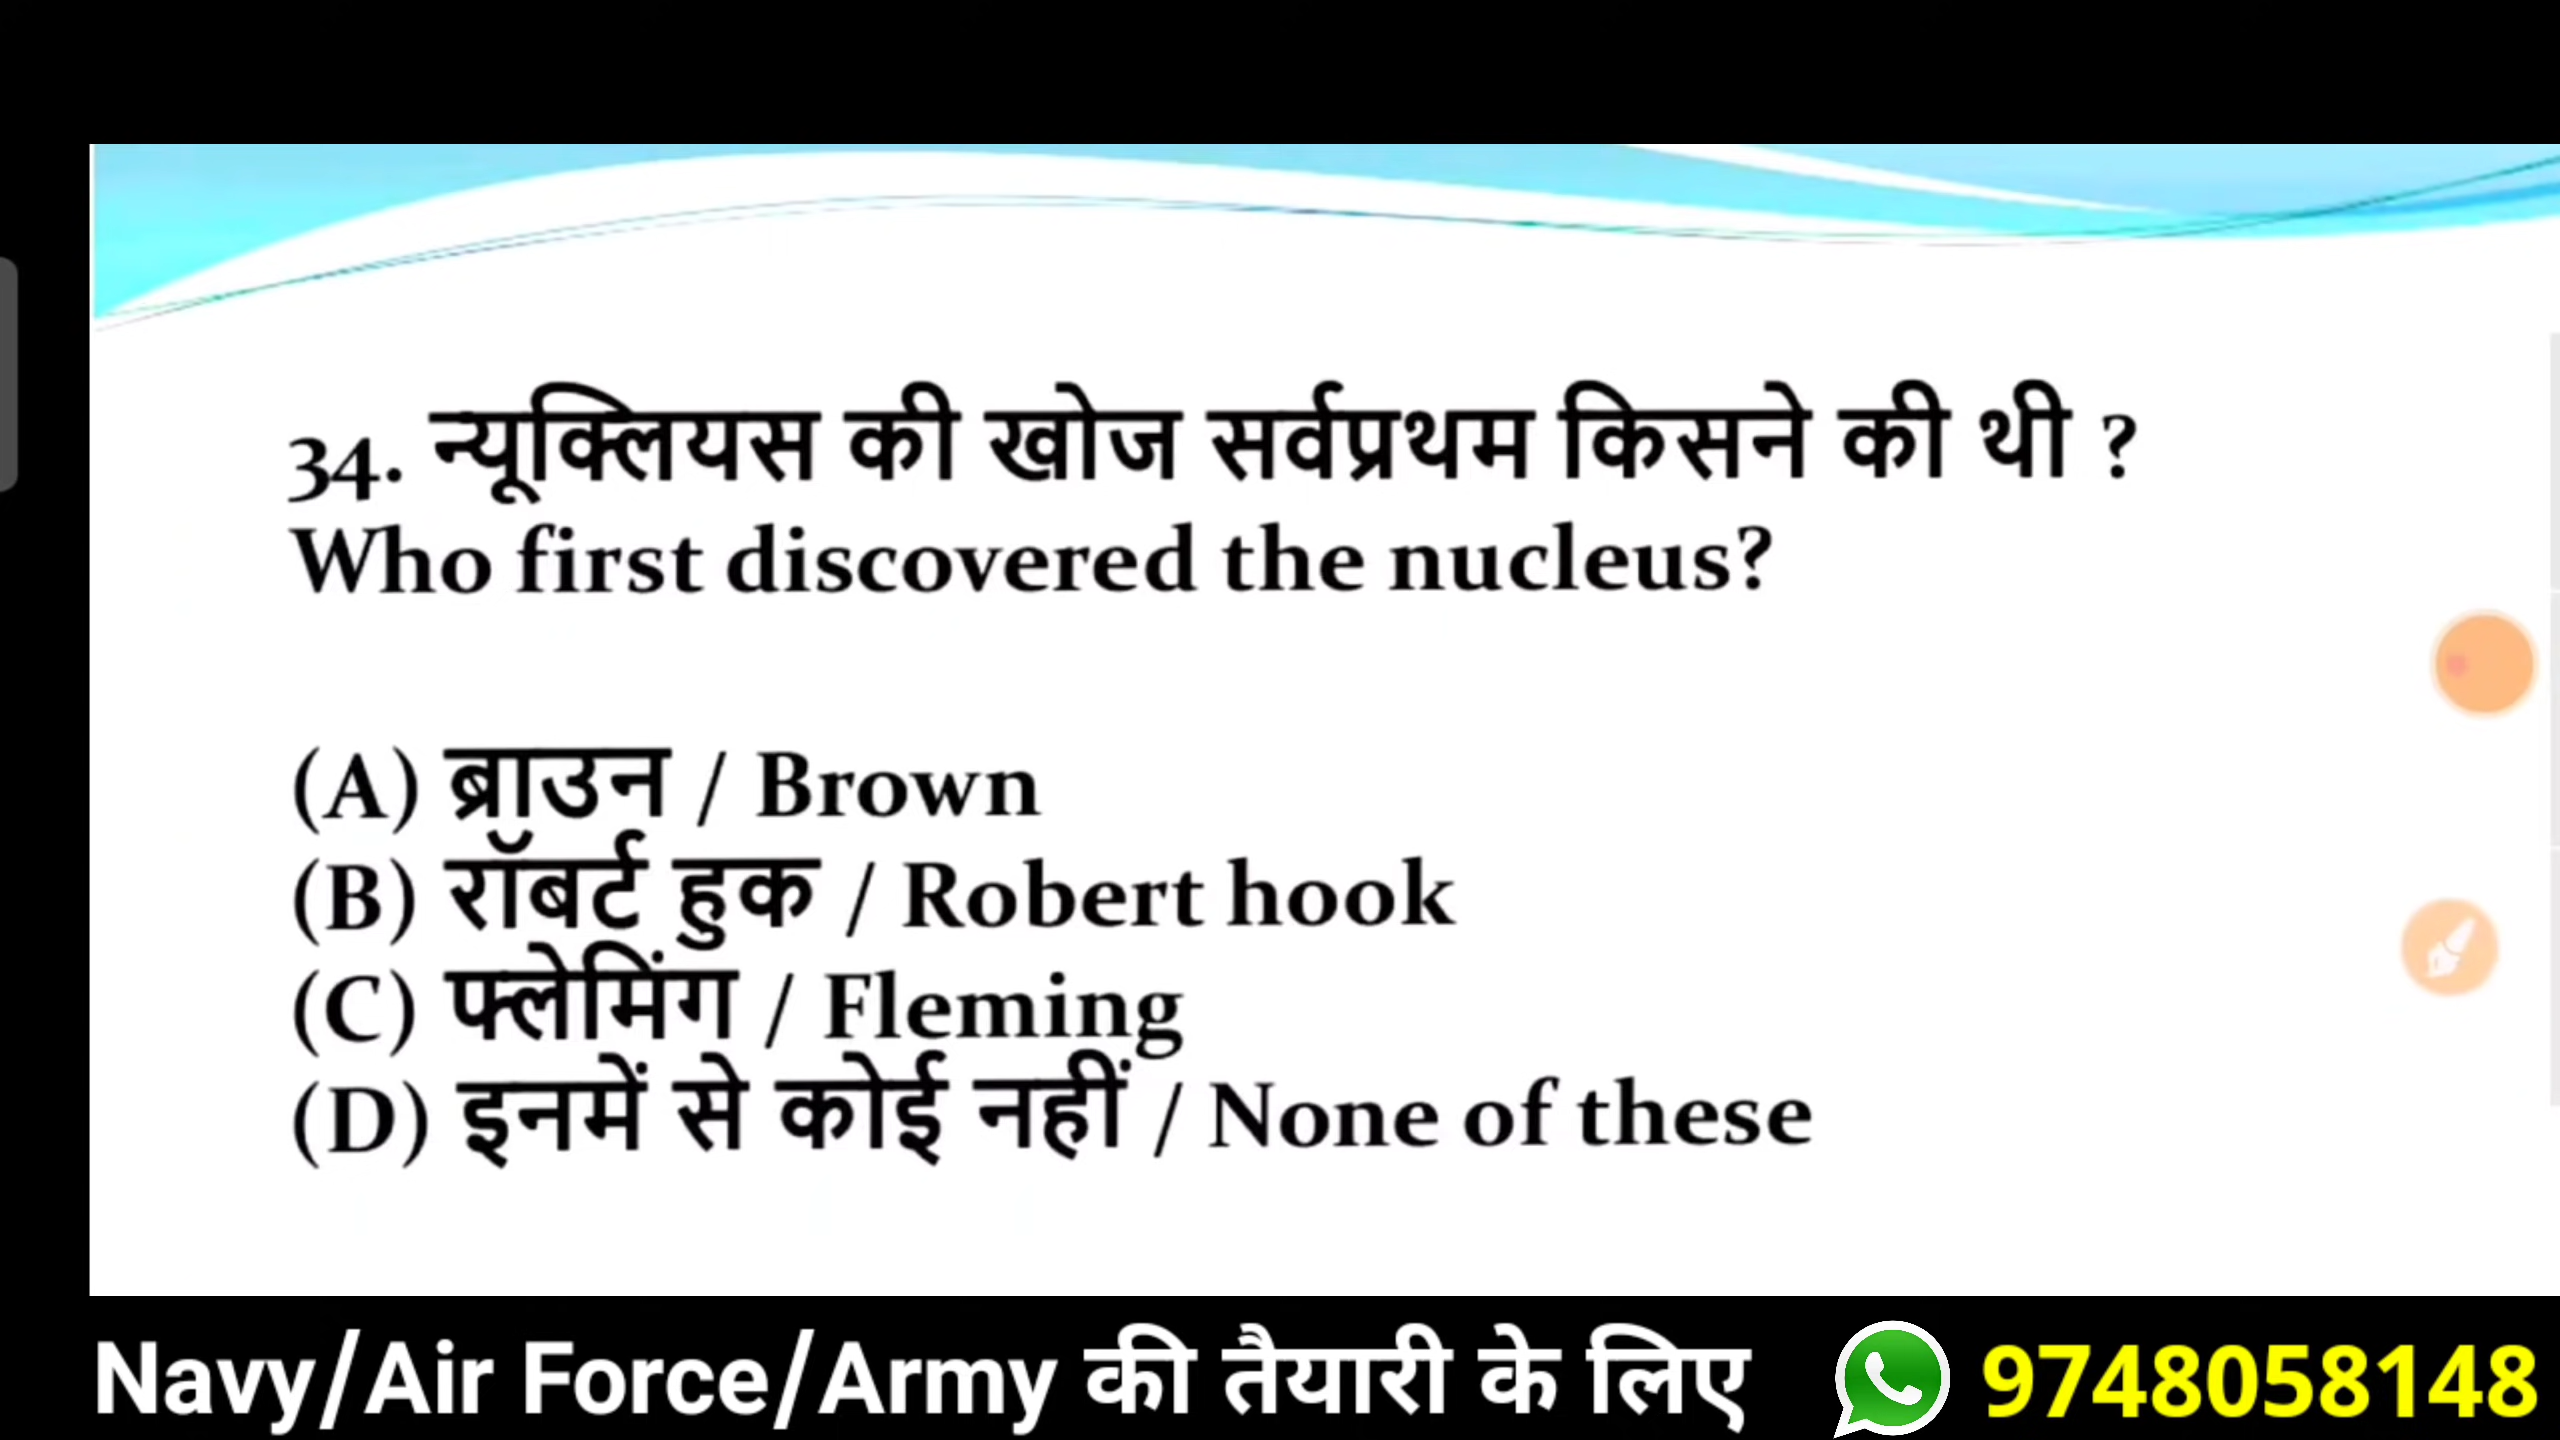 34. न्यूक्लियस की खोज सर्वप्रथम किसने की थी ?
Who first discovered the nucleus?
(A) ब्राउन / Brown
(B) रॉबर्ट हुक / Robert hook
(C) फ्लेमिंग / Fleming
(D) इनमें से कोई नहीं / None of these
Navy/Air Force/Army की तैयारी के लिए 9748058148